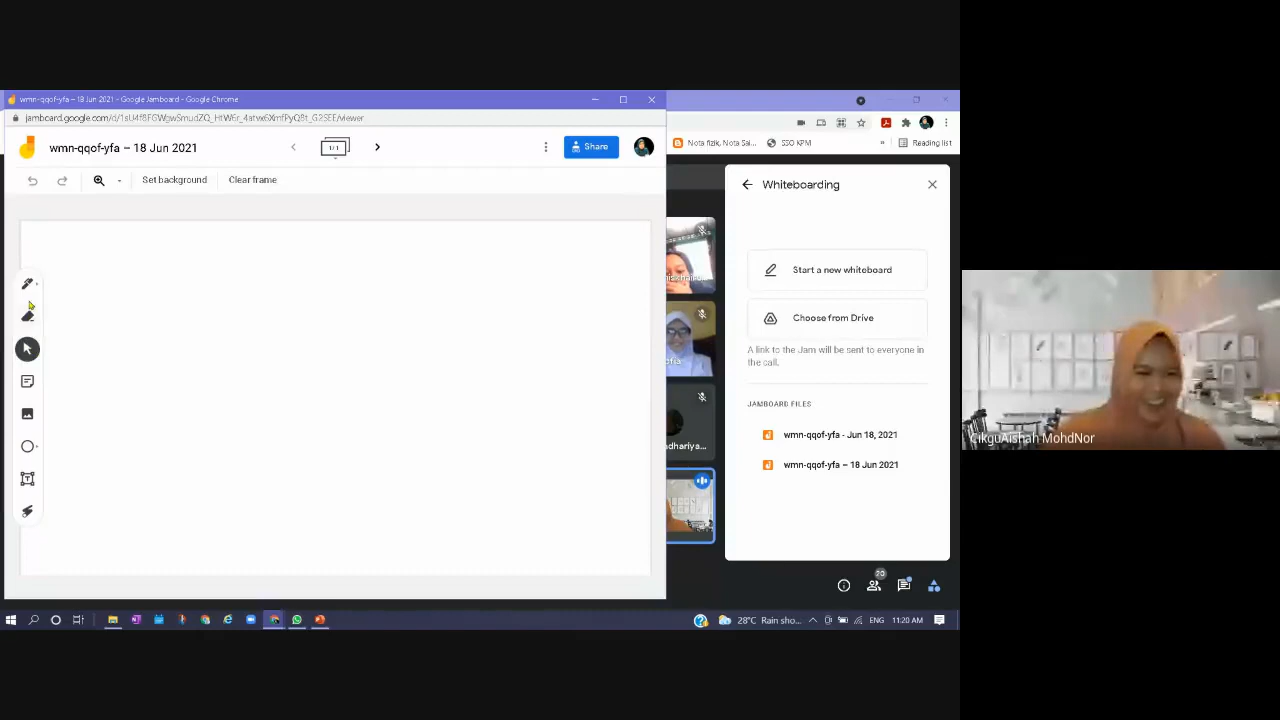 wmn-qqof-yfa – 18 Jun 2021 - Google Jamboard - Google Chrome
wmn-qqof-yfa – 18 Jun 2021
1/1
Share
Set background
Clear frame
Nota fizik, Nota Sai...
SSO KPM
»
Reading list
Whiteboarding
Start a new whiteboard
Choose from Drive
A link to the Jam will be sent to everyone in
the call.
JAMBOARD FILES
wmn-qqof-yfa - Jun 18, 2021
wmn-qqof-yfa – 18 Jun 2021
20
CikguAishah MohdNor
28°C Rain sho...
ENG
11:20 AM